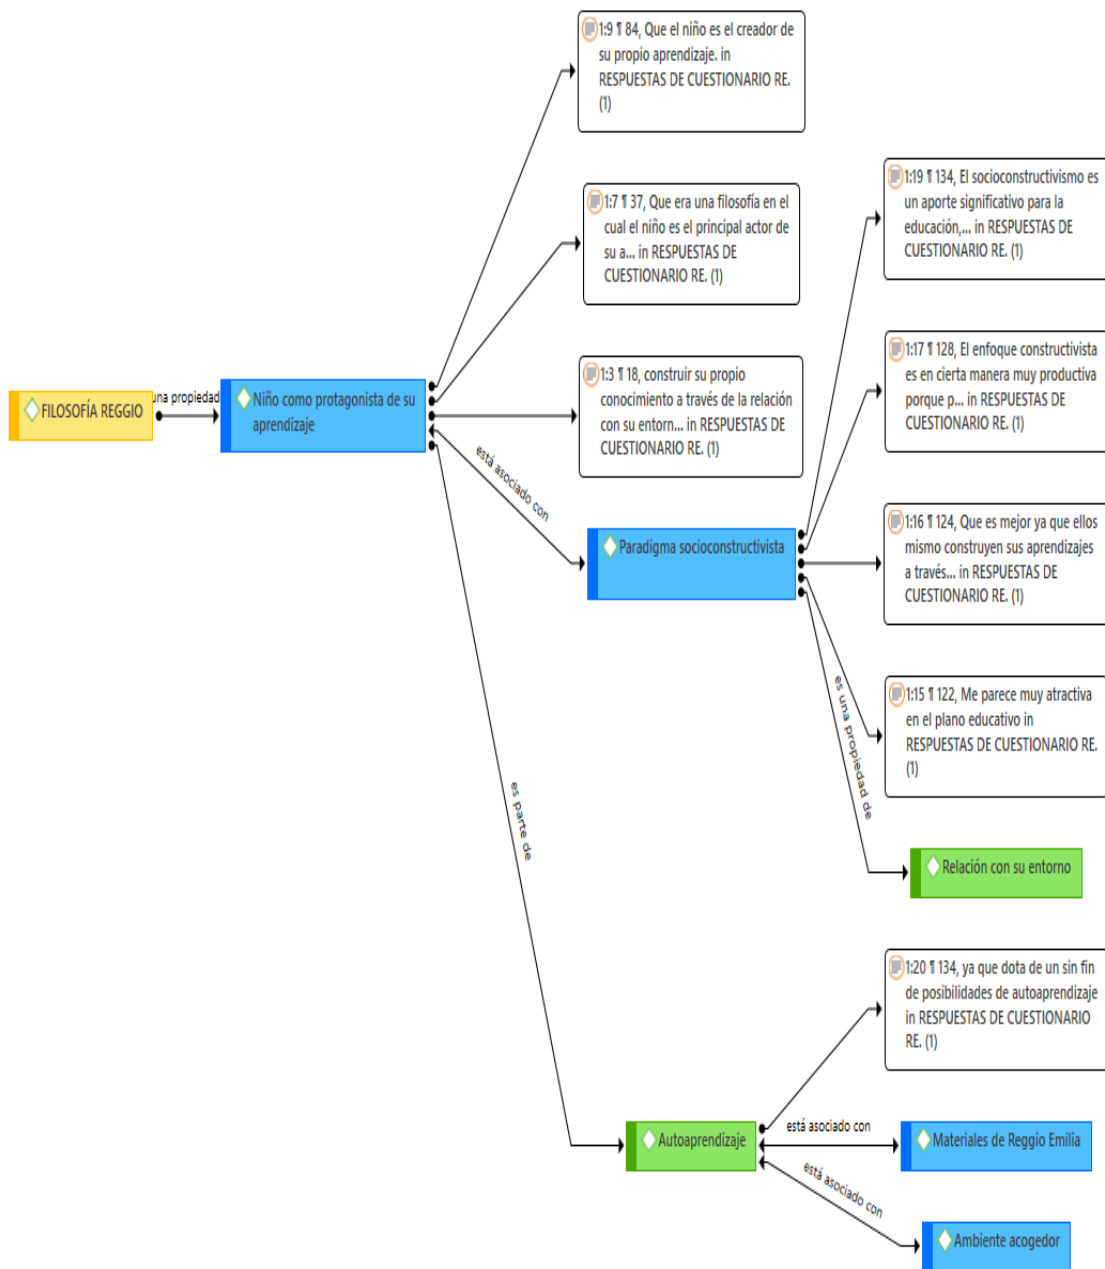 1:9 ¶ 84, Que el niño es el creador de
su propio aprendizaje. in
RESPUESTAS DE CUESTIONARIO RE.
(1)
1:7 ¶ 37, Que era una filosofía en el
cual el niño es el principal actor de
su a... in RESPUESTAS DE
CUESTIONARIO RE. (1)
1:3 ¶ 18, construir su propio
conocimiento a través de la relación
con su entorn... in RESPUESTAS DE
CUESTIONARIO RE. (1)
FILOSOFÍA REGGIO
una propiedad
Niño como protagonista de su
aprendizaje
está asociado con
Paradigma socioconstructivista
1:19 ¶ 134, El socioconstructivismo es
un aporte significativo para la
educación,... in RESPUESTAS DE
CUESTIONARIO RE. (1)
1:17 ¶ 128, El enfoque constructivista
es en cierta manera muy productiva
porque p... in RESPUESTAS DE
CUESTIONARIO RE. (1)
1:16 ¶ 124, Que es mejor ya que ellos
mismo construyen sus aprendizajes
a través... in RESPUESTAS DE
CUESTIONARIO RE. (1)
1:15 ¶ 122, Me parece muy atractiva
en el plano educativo in
RESPUESTAS DE CUESTIONARIO RE.
(1)
es una propiedad de
Relación con su entorno
es parte de
Autoaprendizaje
1:20 ¶ 134, ya que dota de un sin fin
de posibilidades de autoaprendizaje
in RESPUESTAS DE CUESTIONARIO
RE. (1)
está asociado con
Materiales de Reggio Emilia
está asociado con
Ambiente acogedor